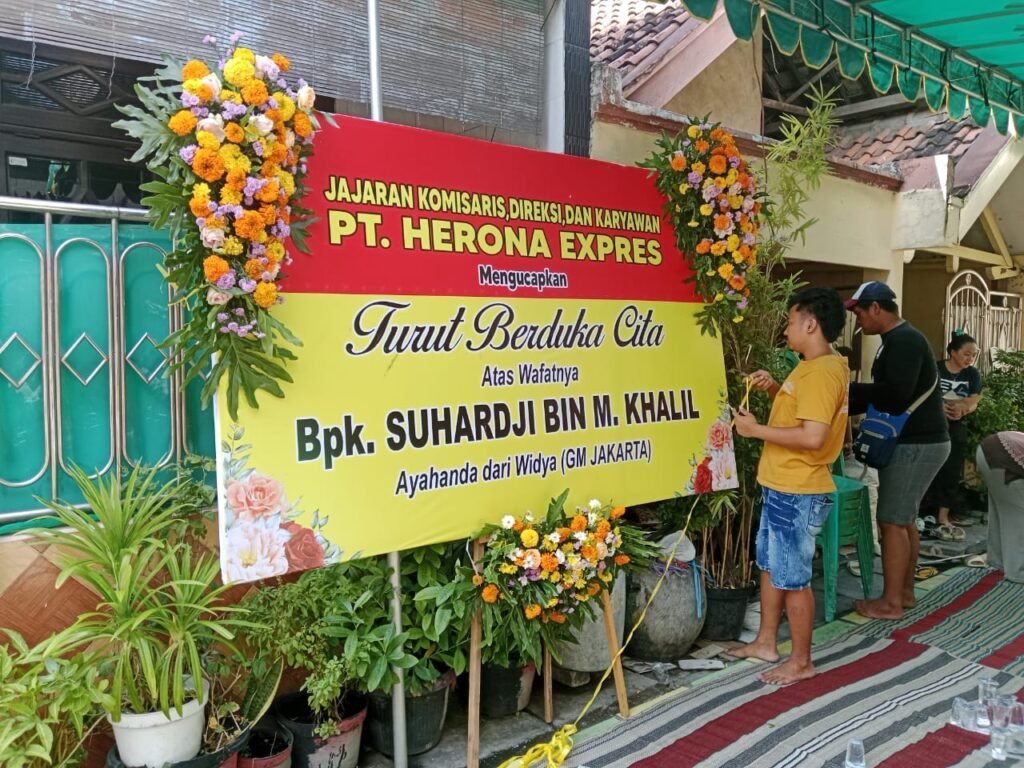 JAJARAN KOMISARIS,DIREKSI,DAN KARYAWAN
PT. HERONA EXPRES
Mengucapkan
Turut Berduka Cita
Atas Wafatnya
Bpk. SUHARDJI BIN M. KHALIL
Ayahanda dari Widya (GM JAKARTA)